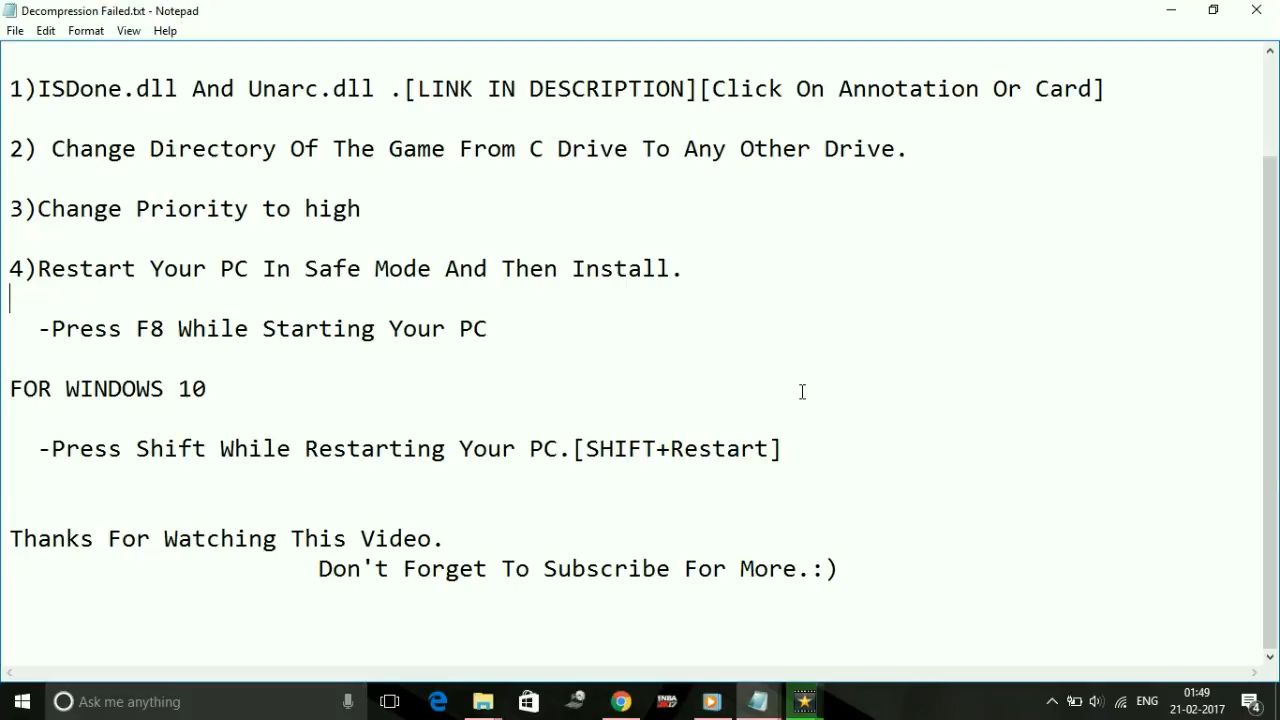 Decompression Failed.txt - Notepad
File Edit Format View Help
1)ISDone.dll And Unarc.dll .[LINK IN DESCRIPTION][Click On Annotation Or Card]
2) Change Directory Of The Game From C Drive To Any Other Drive.
3)Change Priority to high
4)Restart Your PC In Safe Mode And Then Install.
-Press F8 While Starting Your PC
FOR WINDOWS 10
-Press Shift While Restarting Your PC.[SHIFT+Restart]
Thanks For Watching This Video.
Don't Forget To Subscribe For More.:)
Ask me anything
ENG
01:49
21-02-2017
4